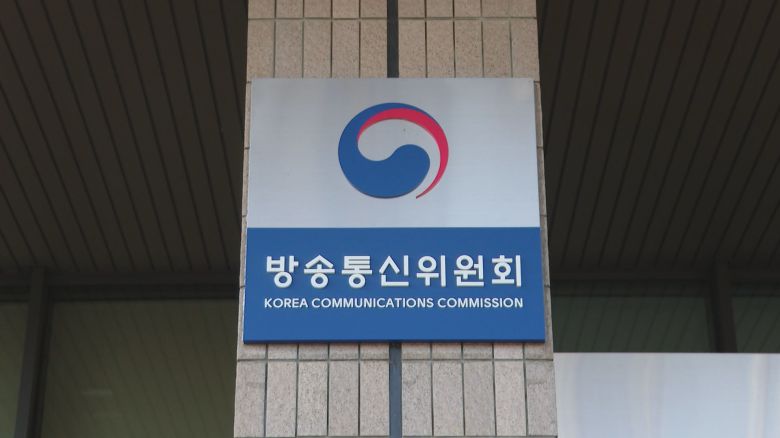 방송통신위원회
KOREA COMMUNICATIONS COMMISSION